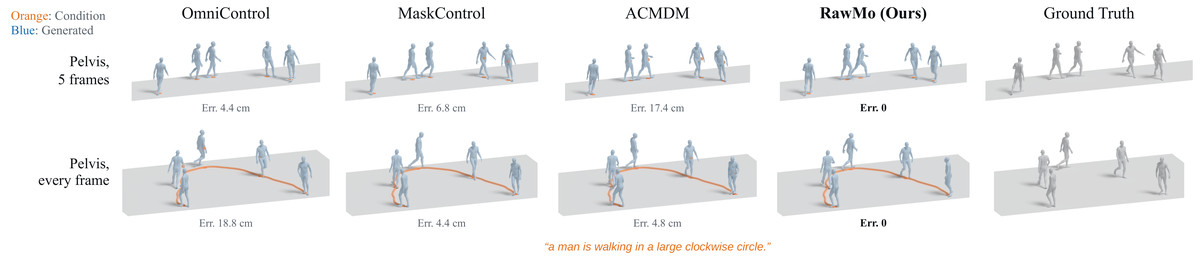 Orange: Condition
Blue: Generated
OmniControl
MaskControl
ACMDM
RawMo (Ours)
Ground Truth
Pelvis,
5 frames
Err. 4.4 cm
Err. 6.8 cm
Err. 17.4 cm
Err. 0
Pelvis,
every frame
Err. 18.8 cm
Err. 4.4 cm
Err. 4.8 cm
Err. 0
“a man is walking in a large clockwise circle.”